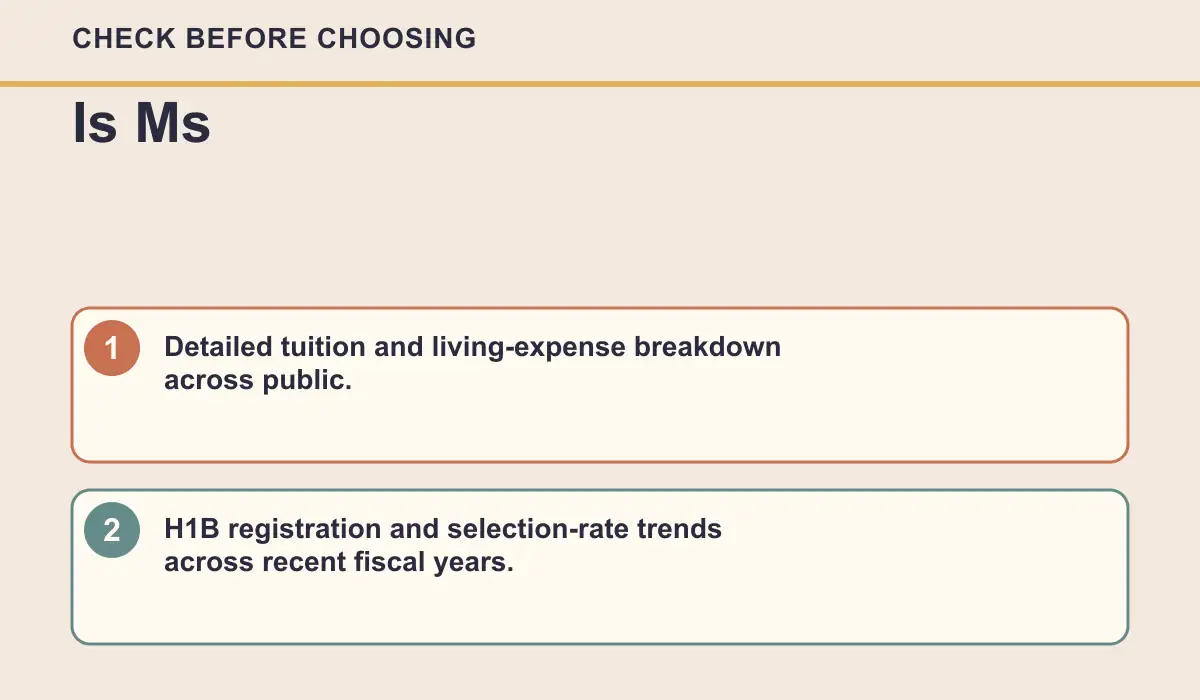 CHECK BEFORE CHOOSING
Is Ms
1
Detailed tuition and living-expense breakdown
across public.
2
H1B registration and selection-rate trends
across recent fiscal years.